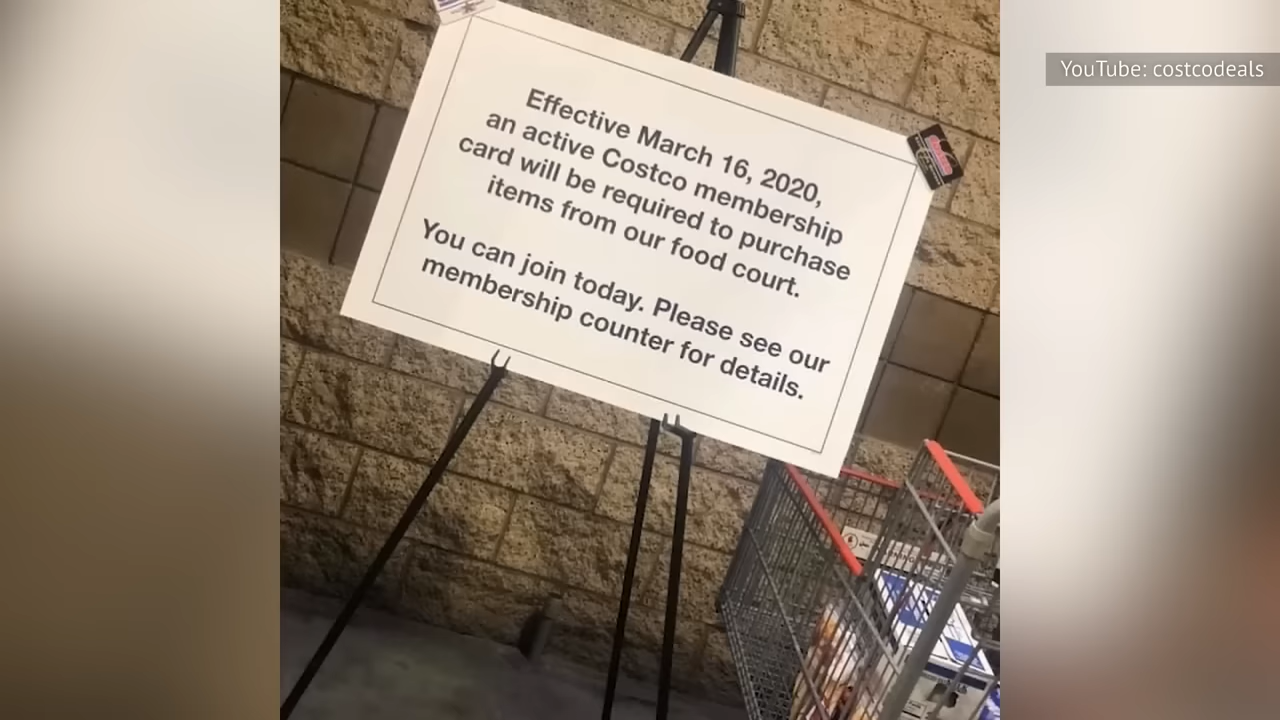 YouTube: costcodeals
Effective March 16, 2020,
an active Costco membership
card will be required to purchase
items from our food court.
You can join today. Please see our
membership counter for details.